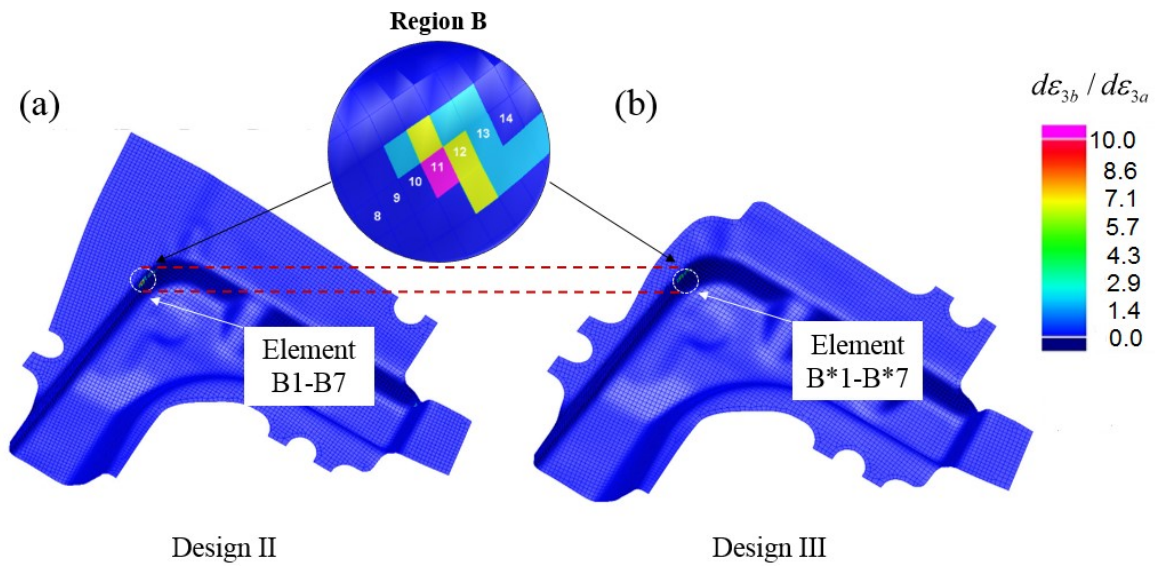 Region B
(a)
(b)
dε3b / dε3a
14
13
12
11
10
9
8
10.0
8.6
7.1
5.7
4.3
2.9
1.4
0.0
Element
B1-B7
Element
B*1-B*7
Design II
Design III